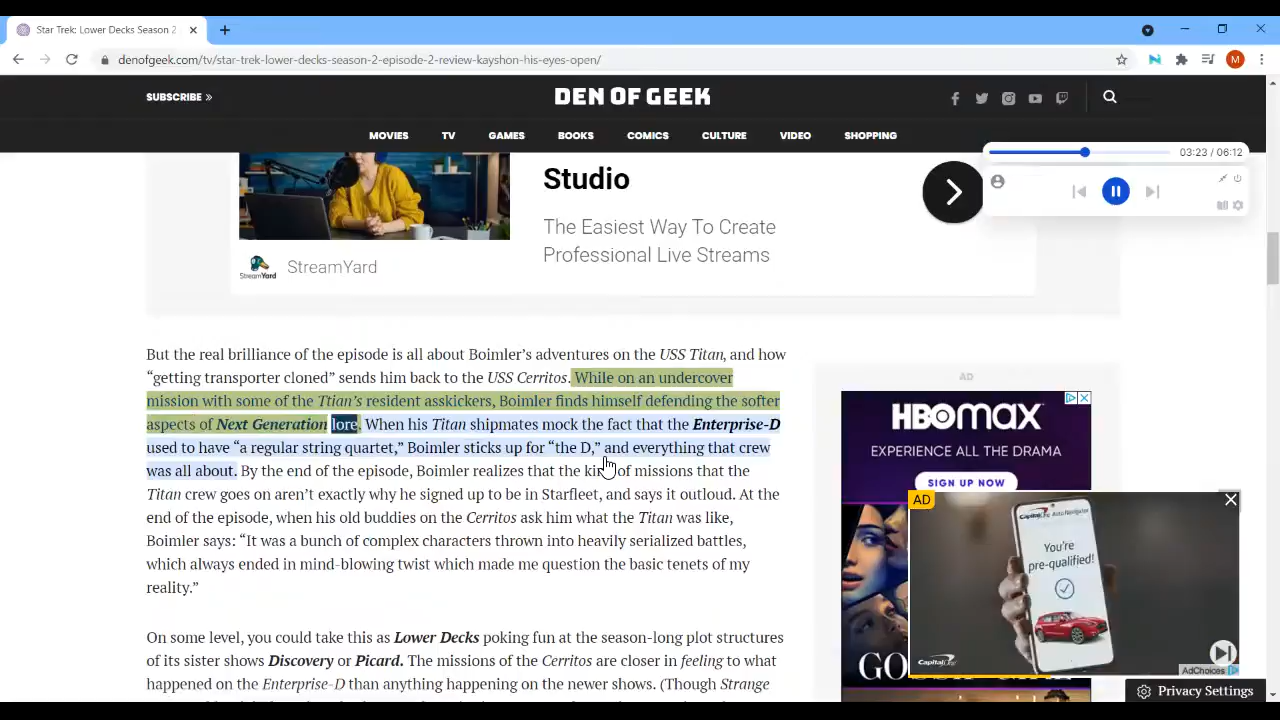 Star Trek: Lower Decks Season 2
denofgeek.com/tv/star-trek-lower-decks-season-2-episode-2-review-kayshon-his-eyes-open/
M
SUBSCRIBE »
DEN OF GEEK
MOVIES TV GAMES BOOKS COMICS CULTURE VIDEO SHOPPING
03:23 / 06:12
Studio
The Easiest Way To Create
Professional Live Streams
StreamYard
StreamYard
But the real brilliance of the episode is all about Boimler’s adventures on the USS Titan, and how
“getting transporter cloned” sends him back to the USS Cerritos. While on an undercover
mission with some of the Ttian’s resident asskickers, Boimler finds himself defending the softer
aspects of Next Generation lore. When his Titan shipmates mock the fact that the Enterprise-D
used to have “a regular string quartet,” Boimler sticks up for “the D,” and everything that crew
was all about. By the end of the episode, Boimler realizes that the kind of missions that the
Titan crew goes on aren’t exactly why he signed up to be in Starfleet, and says it outloud. At the
end of the episode, when his old buddies on the Cerritos ask him what the Titan was like,
Boimler says: “It was a bunch of complex characters thrown into heavily serialized battles,
which always ended in mind-blowing twist which made me question the basic tenets of my
reality.”
On some level, you could take this as Lower Decks poking fun at the season-long plot structures
of its sister shows Discovery or Picard. The missions of the Cerritos are closer in feeling to what
happened on the Enterprise-D than anything happening on the newer shows. (Though Strange
AD
HBOMAX
EXPERIENCE ALL THE DRAMA
SIGN UP NOW
AD
Capital One Auto Navigator
You’re
pre-qualified!
Capital One
AdChoices
Privacy Settings